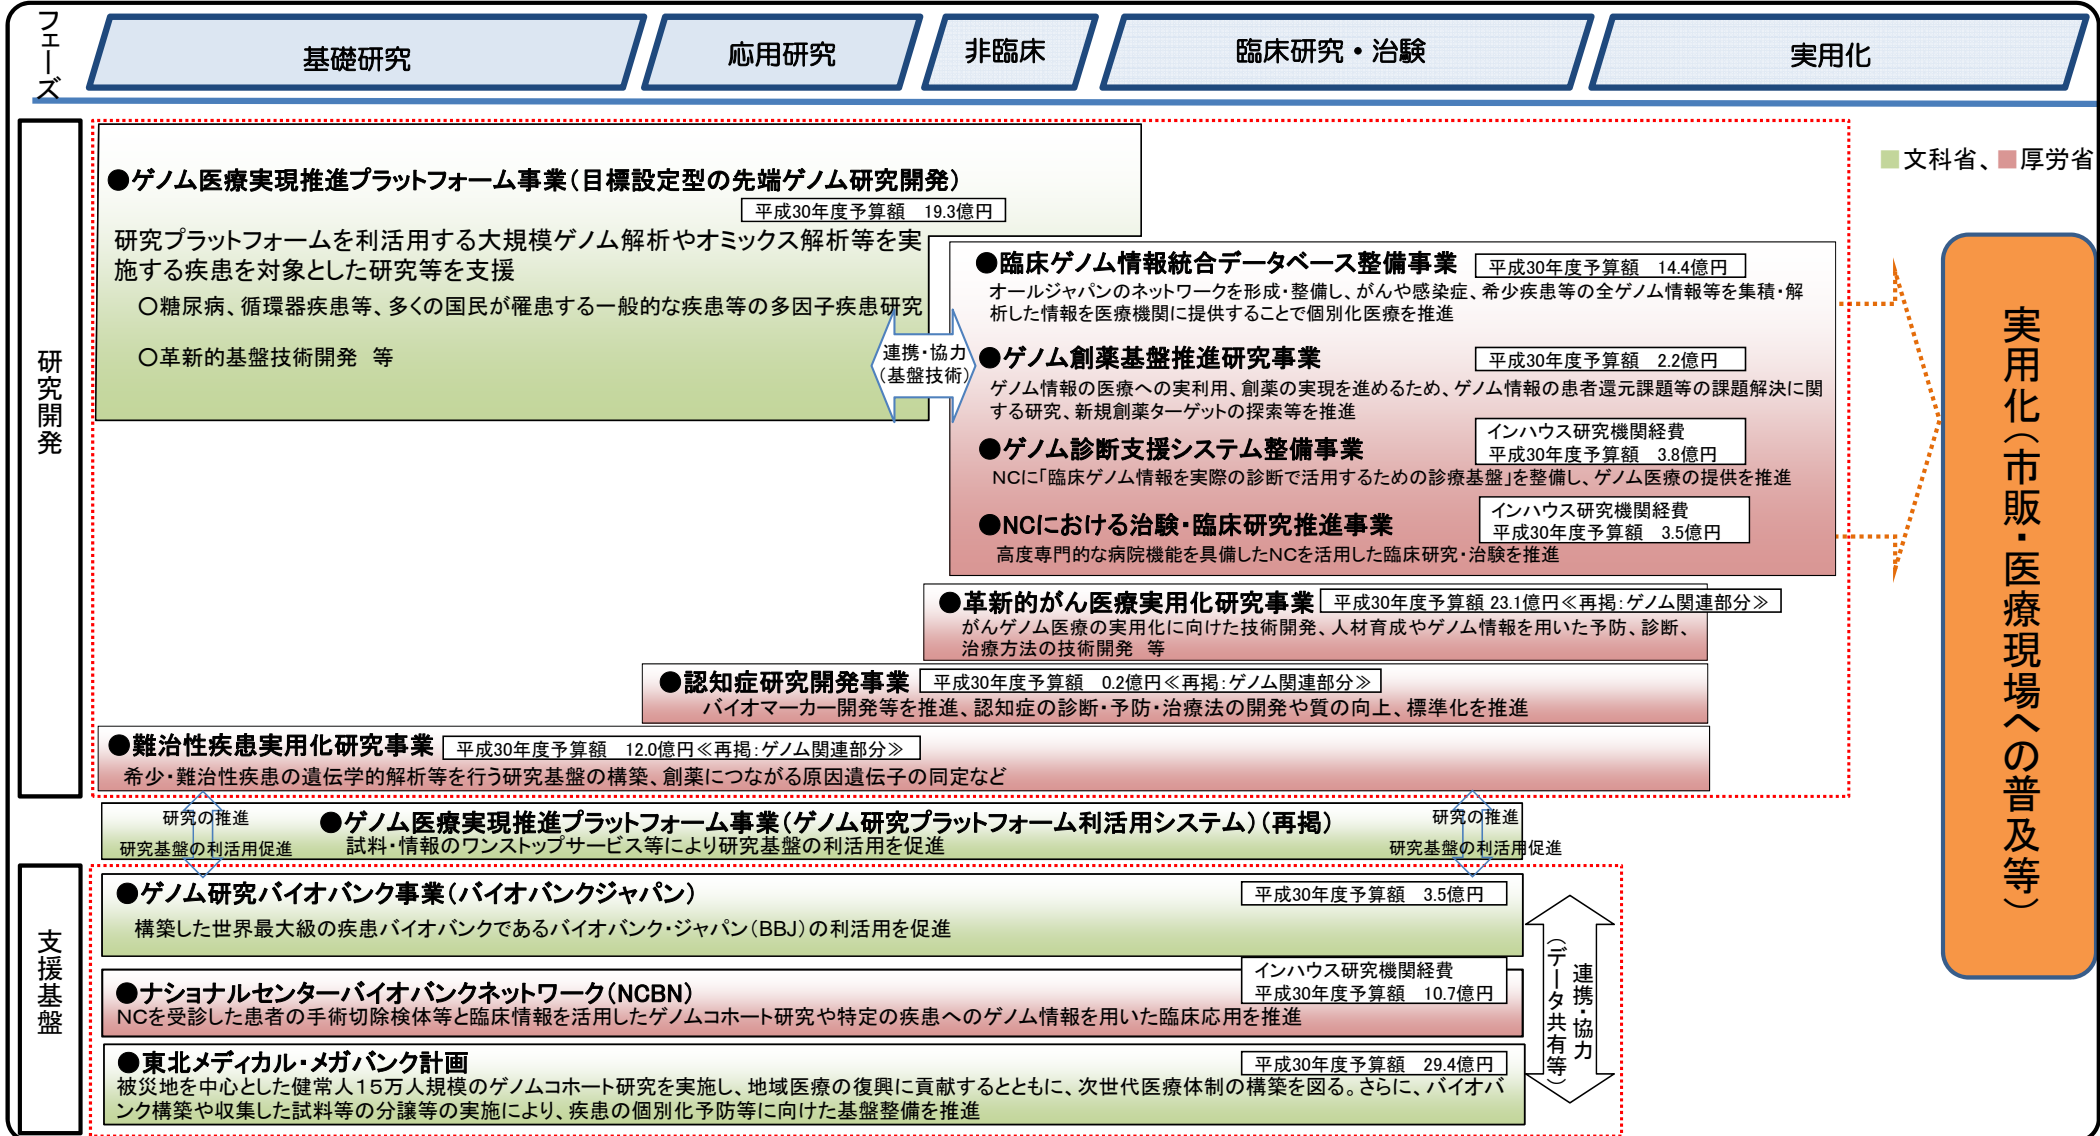 フェーズ
基礎研究
応用研究
非臨床
臨床研究・治験
実用化
研究開発
■文科省、■厚労省
●ゲノム医療実現推進プラットフォーム事業(目標設定型の先端ゲノム研究開発)
平成30年度予算額　19.3億円
研究プラットフォームを利活用する大規模ゲノム解析やオミックス解析等を実
施する疾患を対象とした研究等を支援
○糖尿病、循環器疾患等、多くの国民が罹患する一般的な疾患等の多因子疾患研究
○革新的基盤技術開発　等
連携・協力
(基盤技術)
●臨床ゲノム情報統合データベース整備事業
平成30年度予算額　14.4億円
オールジャパンのネットワークを形成・整備し、がんや感染症、希少疾患等の全ゲノム情報等を集積・解
析した情報を医療機関に提供することで個別化医療を推進
●ゲノム創薬基盤推進研究事業
平成30年度予算額　2.2億円
ゲノム情報の医療への実利用、創薬の実現を進めるため、ゲノム情報の患者還元課題等の課題解決に関
する研究、新規創薬ターゲットの探索等を推進
●ゲノム診断支援システム整備事業
インハウス研究機関経費
平成30年度予算額　3.8億円
NCに「臨床ゲノム情報を実際の診断で活用するための診療基盤」を整備し、ゲノム医療の提供を推進
●NCにおける治験・臨床研究推進事業
インハウス研究機関経費
平成30年度予算額　3.5億円
高度専門的な病院機能を具備したNCを活用した臨床研究・治験を推進
●革新的がん医療実用化研究事業
平成30年度予算額 23.1億円≪再掲:ゲノム関連部分≫
がんゲノム医療の実用化に向けた技術開発、人材育成やゲノム情報を用いた予防、診断、
治療方法の技術開発　等
●認知症研究開発事業
平成30年度予算額　0.2億円≪再掲:ゲノム関連部分≫
バイオマーカー開発等を推進、認知症の診断・予防・治療法の開発や質の向上、標準化を推進
●難治性疾患実用化研究事業
平成30年度予算額　12.0億円≪再掲:ゲノム関連部分≫
希少・難治性疾患の遺伝学的解析等を行う研究基盤の構築、創薬につながる原因遺伝子の同定など
実用化(市販・医療現場への普及等)
研究の推進
研究基盤の利活用促進
●ゲノム医療実現推進プラットフォーム事業(ゲノム研究プラットフォーム利活用システム)(再掲)
試料・情報のワンストップサービス等により研究基盤の利活用を促進
研究の推進
研究基盤の利活用促進
支援基盤
●ゲノム研究バイオバンク事業(バイオバンクジャパン)
平成30年度予算額　3.5億円
構築した世界最大級の疾患バイオバンクであるバイオバンク・ジャパン(BBJ)の利活用を促進
●ナショナルセンターバイオバンクネットワーク(NCBN)
インハウス研究機関経費
平成30年度予算額　10.7億円
NCを受診した患者の手術切除検体等と臨床情報を活用したゲノムコホート研究や特定の疾患へのゲノム情報を用いた臨床応用を推進
●東北メディカル・メガバンク計画
平成30年度予算額　29.4億円
被災地を中心とした健常人15万人規模のゲノムコホート研究を実施し、地域医療の復興に貢献するとともに、次世代医療体制の構築を図る。さらに、バイオバ
ンク構築や収集した試料等の分譲等の実施により、疾患の個別化予防等に向けた基盤整備を推進
連携・協力
(データ共有等)